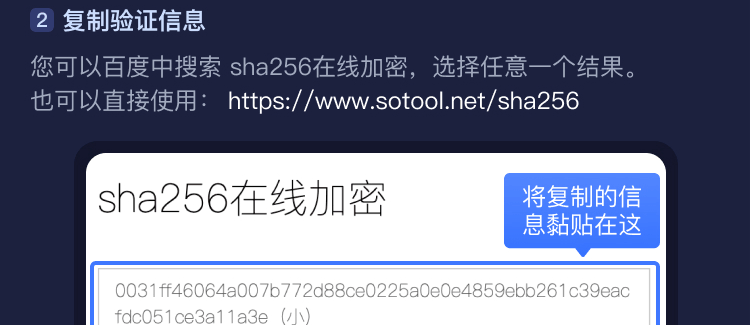 2 复制验证信息
您可以百度中搜索 sha256在线加密，选择任意一个结果。
也可以直接使用： https://www.sotool.net/sha256
sha256在线加密
将复制的信
息黏贴在这
0031ff46064a007b772d88ce0225a0e0e4859ebb261c39eac
fdc051ce3a11a3e（小）